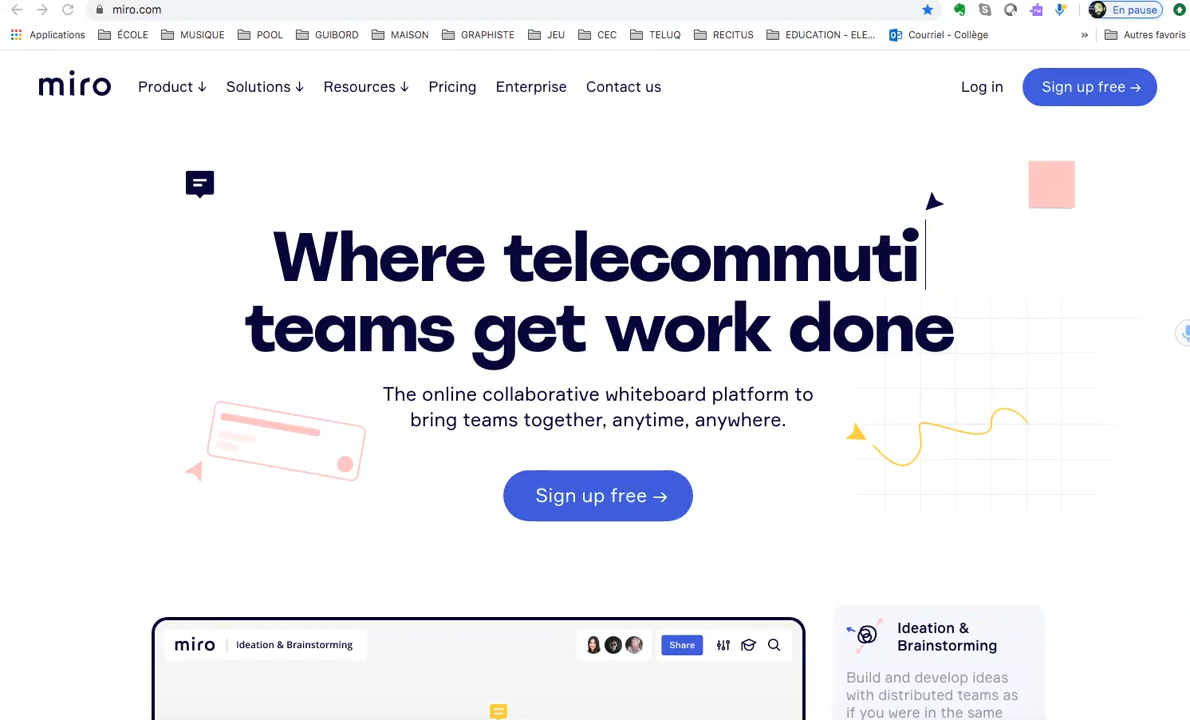 miro.com
En pause
Applications ÉCOLE MUSIQUE POOL GUIBORD MAISON GRAPHISTE JEU CEC TELUQ RECITUS EDUCATION - ELE... Courriel - Collège » Autres favoris
miro Product ↓ Solutions ↓ Resources ↓ Pricing Enterprise Contact us Log in Sign up free →
Where telecommuti
teams get work done
The online collaborative whiteboard platform to
bring teams together, anytime, anywhere.
Sign up free →
miro Ideation & Brainstorming Share
Ideation &
Brainstorming
Build and develop ideas
with distributed teams as
if you were in the same